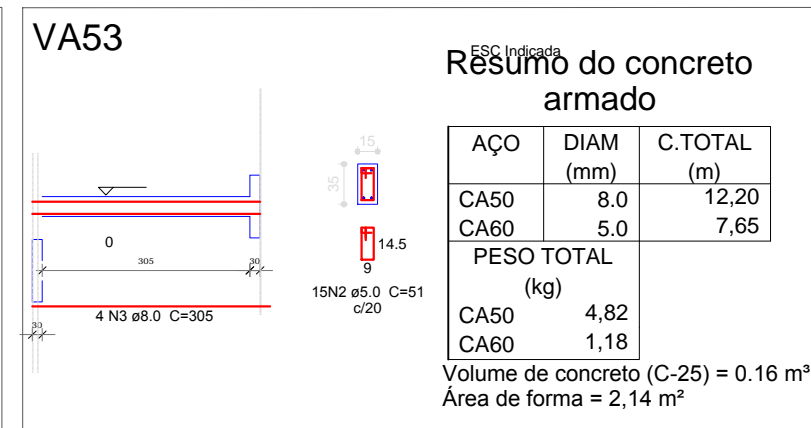 VA53
15
35
0
305
30
4 N3 ø8.0 C=305
30
14.5
9
15N2 ø5.0 C=51
c/20
ESC Indicada
Resumo do concreto
armado
AÇO DIAM C.TOTAL
(mm) (m)
CA50 8.0 12,20
CA60 5.0 7,65
PESO TOTAL
(kg)
CA50 4,82
CA60 1,18
Volume de concreto (C-25) = 0.16 m³
Área de forma = 2,14 m²